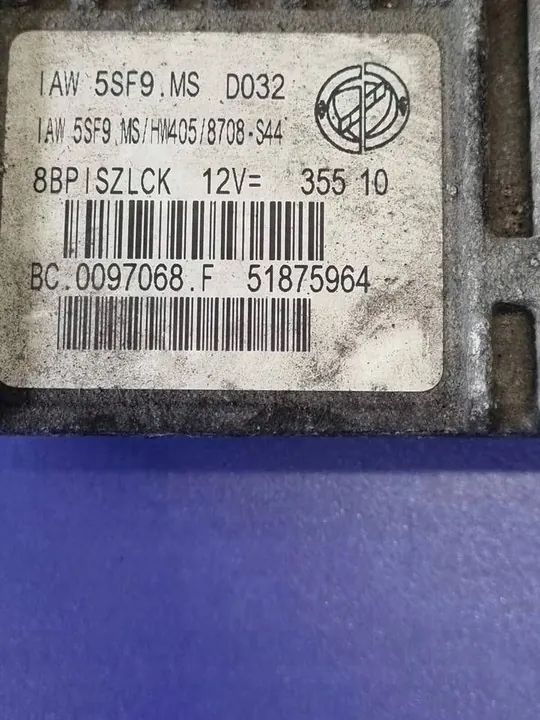 IAW 5SF9.MS D032
IAW 5SF9 MS/HW405/8708-S44
8BPISZLCK 12V= 355 10
BC.0097068.F 51875964